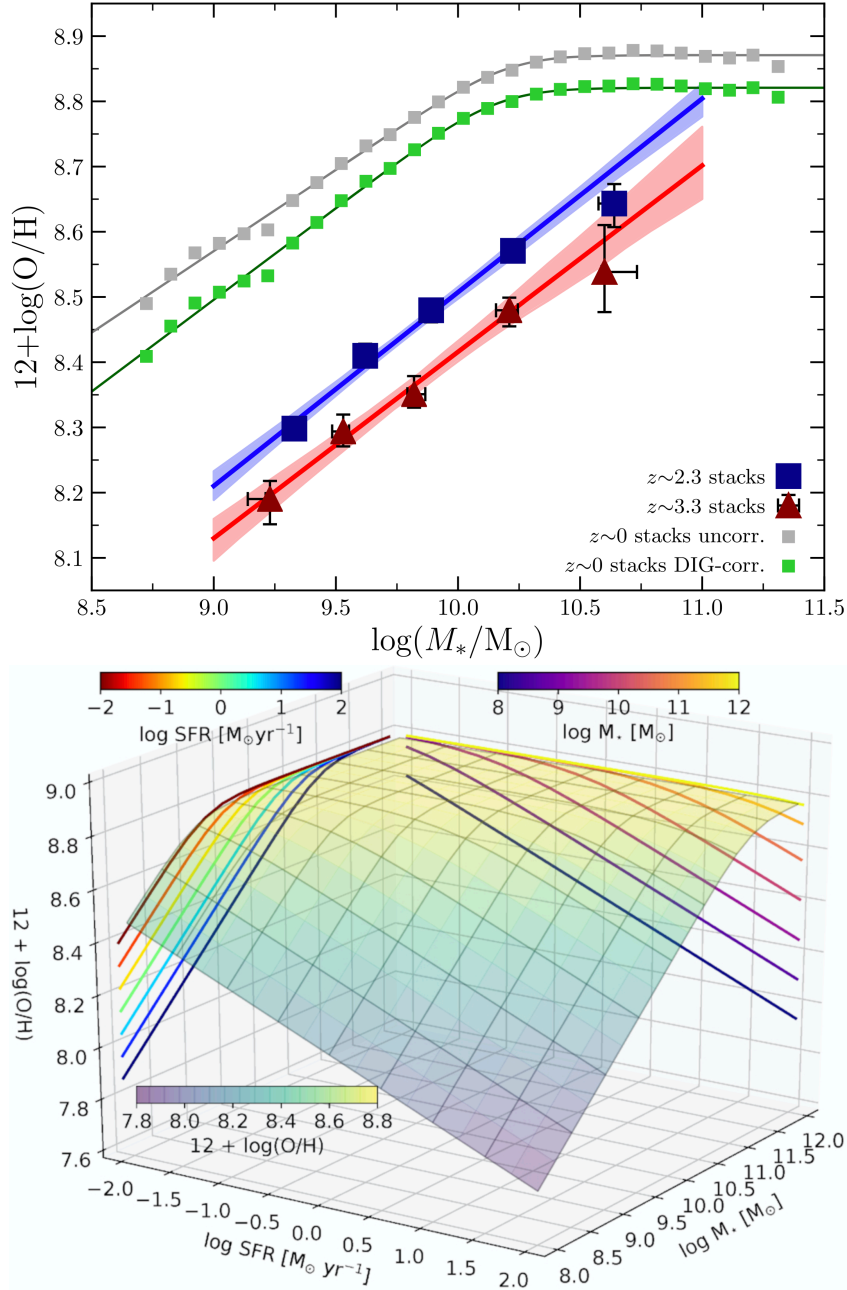 8.9
8.8
8.7
8.6
8.5
8.4
8.3
8.2
8.1
12+log(O/H)
z∼2.3 stacks
z∼3.3 stacks
z∼0 stacks uncorr.
z∼0 stacks DIG-corr.
8.5 9.0 9.5 10.0 10.5 11.0 11.5
log(M*/M⊙)
−2 −1 0 1 2
log SFR [M⊙yr−1]
8 9 10 11 12
log M⋆ [M⊙]
9.0
8.8
8.6
8.4
8.2
8.0
7.8
7.6
12 + log(O/H)
7.8 8.0 8.2 8.4 8.6 8.8
12 + log(O/H)
−2.0 −1.5 −1.0 −0.5 0.0 0.5 1.0 1.5 2.0
log SFR [M⊙ yr−1]
8.0 8.5 9.0 9.5 10.0 10.5 11.0 11.5 12.0
log M⋆ [M⊙]